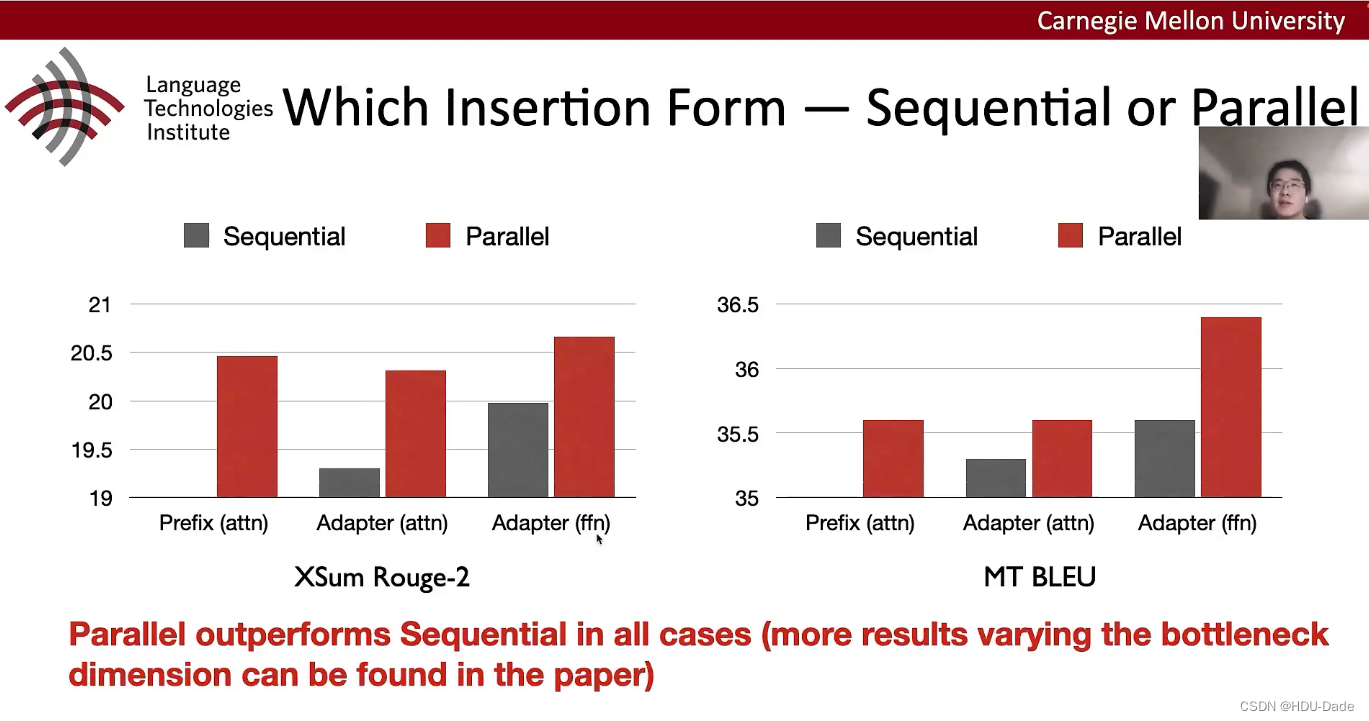 Carnegie Mellon University
Language
Technologies
Institute
Which Insertion Form — Sequential or Parallel
Sequential
Parallel
21
20.5
20
19.5
19
Prefix (attn)
Adapter (attn)
Adapter (ffn)
XSum Rouge-2
Sequential
Parallel
36.5
36
35.5
35
Prefix (attn)
Adapter (attn)
Adapter (ffn)
MT BLEU
Parallel outperforms Sequential in all cases (more results varying the bottleneck
dimension can be found in the paper)
CSDN @HDU-Dade